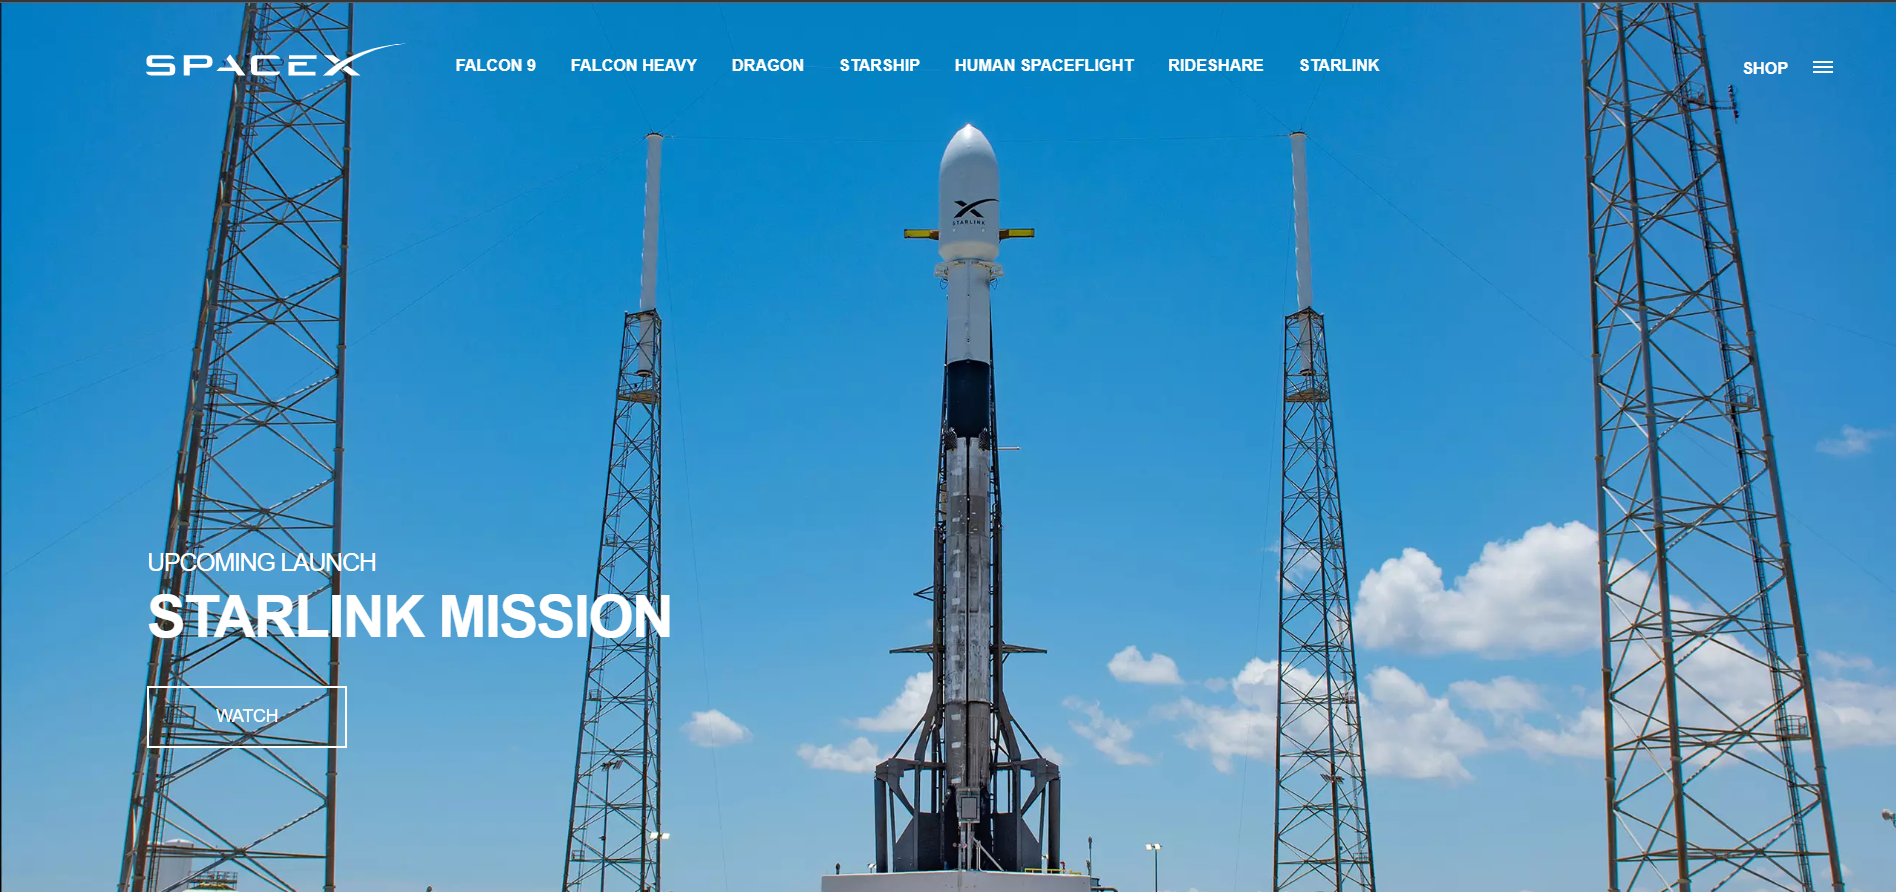 SPACEX
FALCON 9 FALCON HEAVY DRAGON STARSHIP HUMAN SPACEFLIGHT RIDESHARE STARLINK
SHOP
STARLINK
UPCOMING LAUNCH
STARLINK MISSION
WATCH